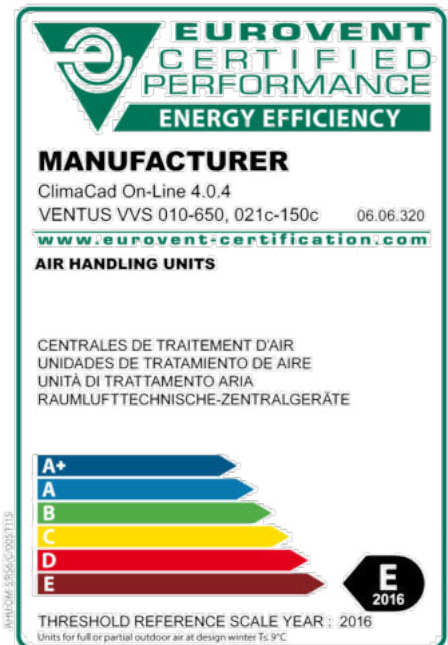 EUROVENT
CERTIFIED
PERFORMANCE
ENERGY EFFICIENCY
MANUFACTURER
ClimaCad On-Line 4.0.4
VENTUS VVS 010-650, 021c-150c 06.06.320
www.eurovent-certification.com
AIR HANDLING UNITS
CENTRALES DE TRAITEMENT D'AIR
UNIDADES DE TRATAMIENTO DE AIRE
UNITÀ DI TRATTAMENTO ARIA
RAUMLUFTTECHNISCHE-ZENTRALGERÄTE
A+
A
B
C
D
E
E
2016
THRESHOLD REFERENCE SCALE YEAR : 2016
Units for full or partial outdoor air at design winter Ts. 9°C